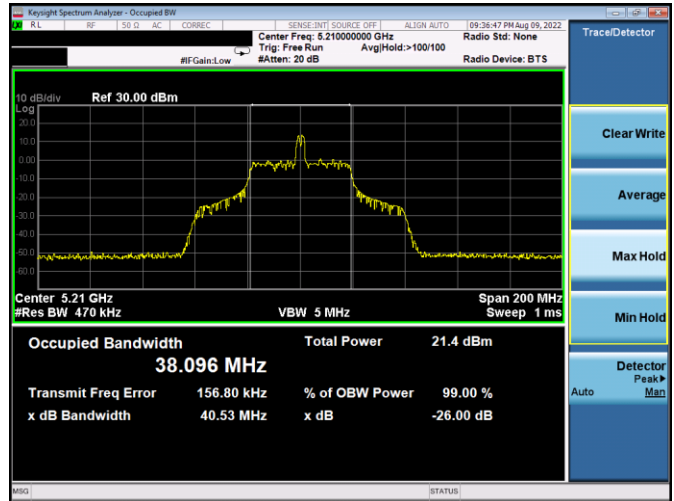 Keysight Spectrum Analyzer - Occupied BW
RL RF 50 Ω AC CORREC SENSE:INT SOURCE OFF ALIGN AUTO 09:36:47 PM Aug 09, 2022
Center Freq: 5.210000000 GHz Radio Std: None
Trig: Free Run Avg|Hold:>100/100
#IFGain:Low #Atten: 20 dB Radio Device: BTS
Trace/Detector
10 dB/div Ref 30.00 dBm
Log
20.0
10.0
0.00
-10.0
-20.0
-30.0
-40.0
-50.0
-60.0
Center 5.21 GHz Span 200 MHz
#Res BW 470 kHz VBW 5 MHz Sweep 1 ms
Occupied Bandwidth Total Power 21.4 dBm
38.096 MHz
Transmit Freq Error 156.80 kHz % of OBW Power 99.00 %
x dB Bandwidth 40.53 MHz x dB -26.00 dB
Clear Write
Average
Max Hold
Min Hold
Detector
Peak▶
Auto Man
MSG STATUS